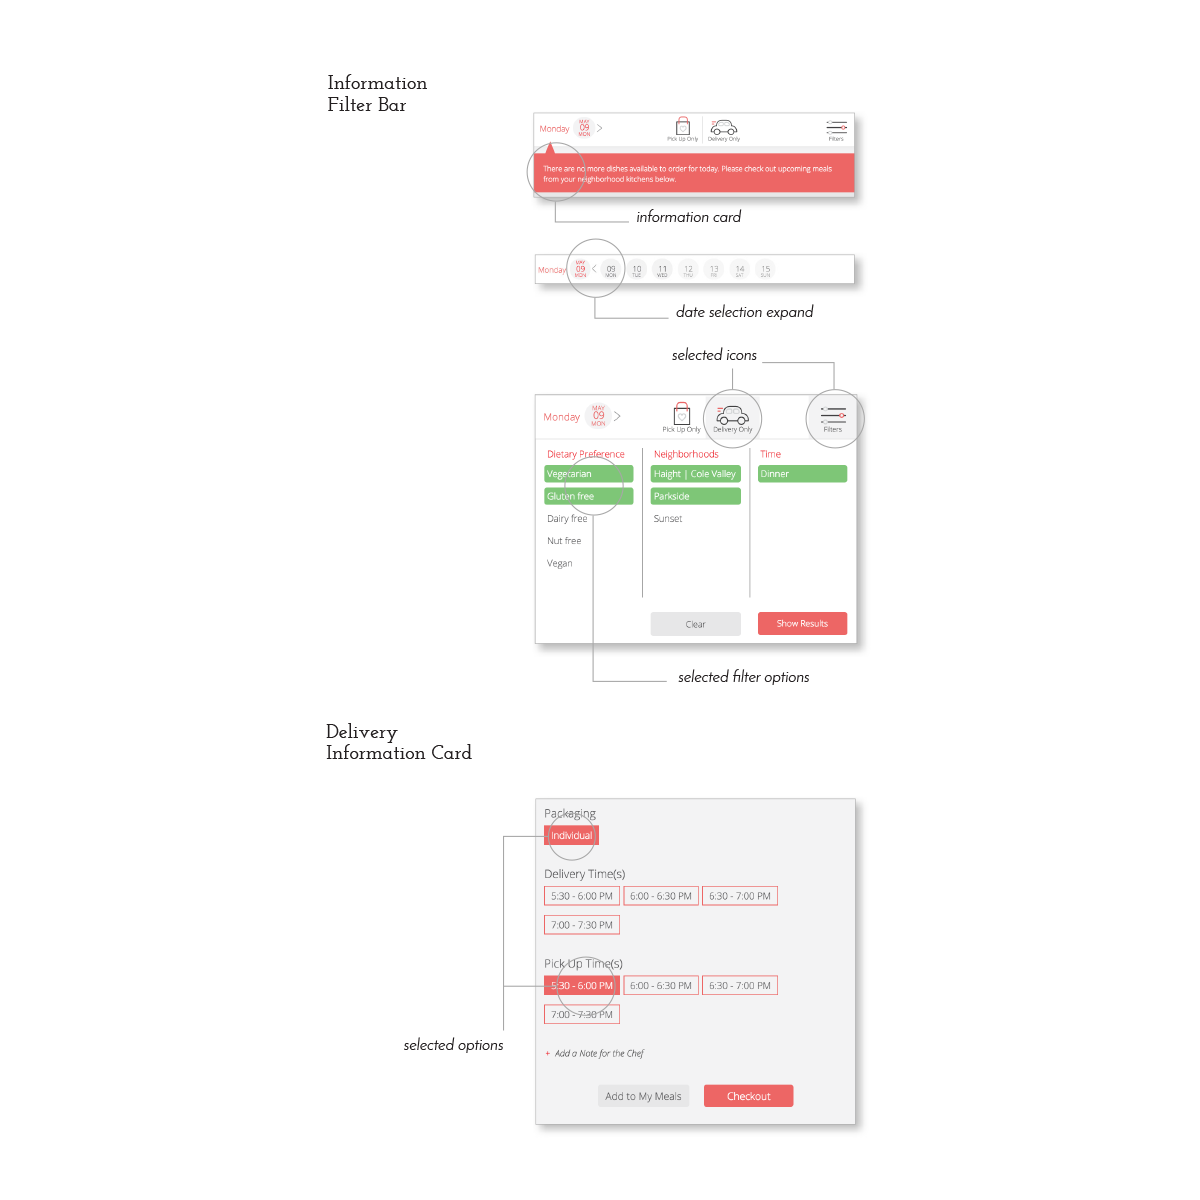 Information
Filter Bar
Monday
MAY
09
MON
Pick Up Only
Delivery Only
Filters
There are no more dishes available to order for today. Please check out upcoming meals
from your neighborhood kitchens below.
information card
Monday
MAY
09
MON
09
MON
10
TUE
11
WED
12
THU
13
FRI
14
SAT
15
SUN
date selection expand
selected icons
Monday
MAY
09
MON
Pick Up Only
Delivery Only
Filters
Dietary Preference
Vegetarian
Gluten free
Dairy free
Nut free
Vegan
Neighborhoods
Haight | Cole Valley
Parkside
Sunset
Time
Dinner
Clear
Show Results
selected filter options
Delivery
Information Card
Packaging
Individual
Delivery Time(s)
5:30 - 6:00 PM 6:00 - 6:30 PM 6:30 - 7:00 PM
7:00 - 7:30 PM
Pick Up Time(s)
5:30 - 6:00 PM 6:00 - 6:30 PM 6:30 - 7:00 PM
7:00 - 7:30 PM
selected options
+ Add a Note for the Chef
Add to My Meals
Checkout